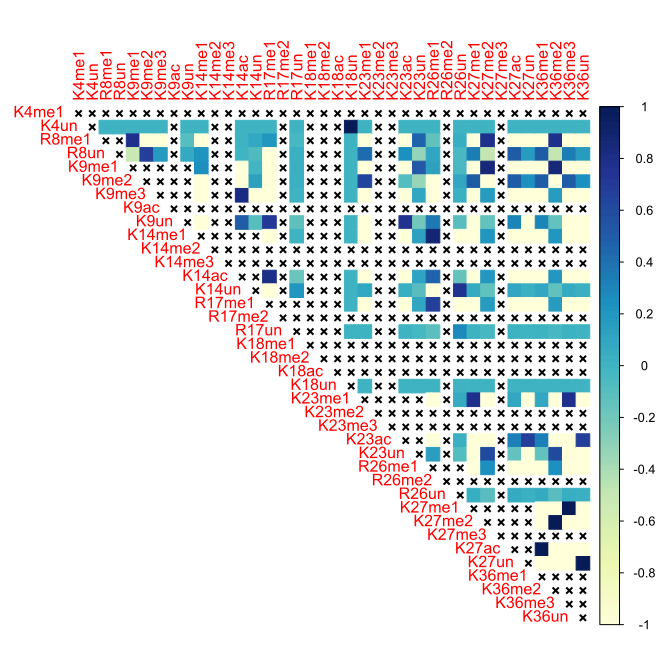 K4me1
K4un
R8me1
R8un
K9me1
K9me2
K9me3
K9ac
K9un
K14me1
K14me2
K14me3
K14ac
K14un
R17me1
R17me2
R17un
K18me1
K18me2
K18ac
K18un
K23me1
K23me2
K23me3
K23ac
K23un
R26me1
R26me2
R26un
K27me1
K27me2
K27me3
K27ac
K27un
K36me1
K36me2
K36me3
K36un
K4me1
K4un
R8me1
R8un
K9me1
K9me2
K9me3
K9ac
K9un
K14me1
K14me2
K14me3
K14ac
K14un
R17me1
R17me2
R17un
K18me1
K18me2
K18ac
K18un
K23me1
K23me2
K23me3
K23ac
K23un
R26me1
R26me2
R26un
K27me1
K27me2
K27me3
K27ac
K27un
K36me1
K36me2
K36me3
K36un
1
0.8
0.6
0.4
0.2
0
-0.2
-0.4
-0.6
-0.8
-1